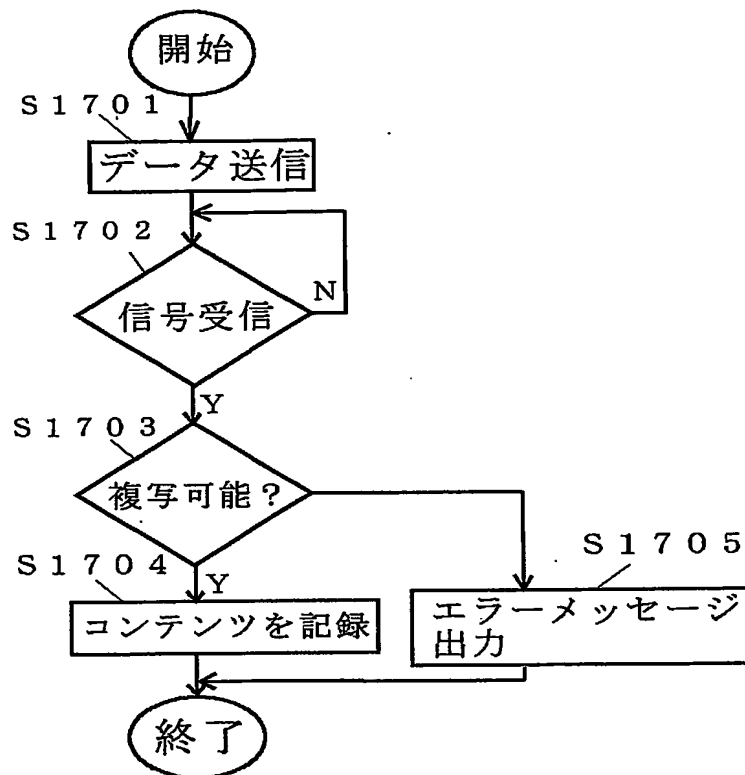 開始
S1701
データ送信
S1702
信号受信
N
Y
S1703
複写可能?
S1704
Y
コンテンツを記録
S1705
エラーメッセージ
出力
終了